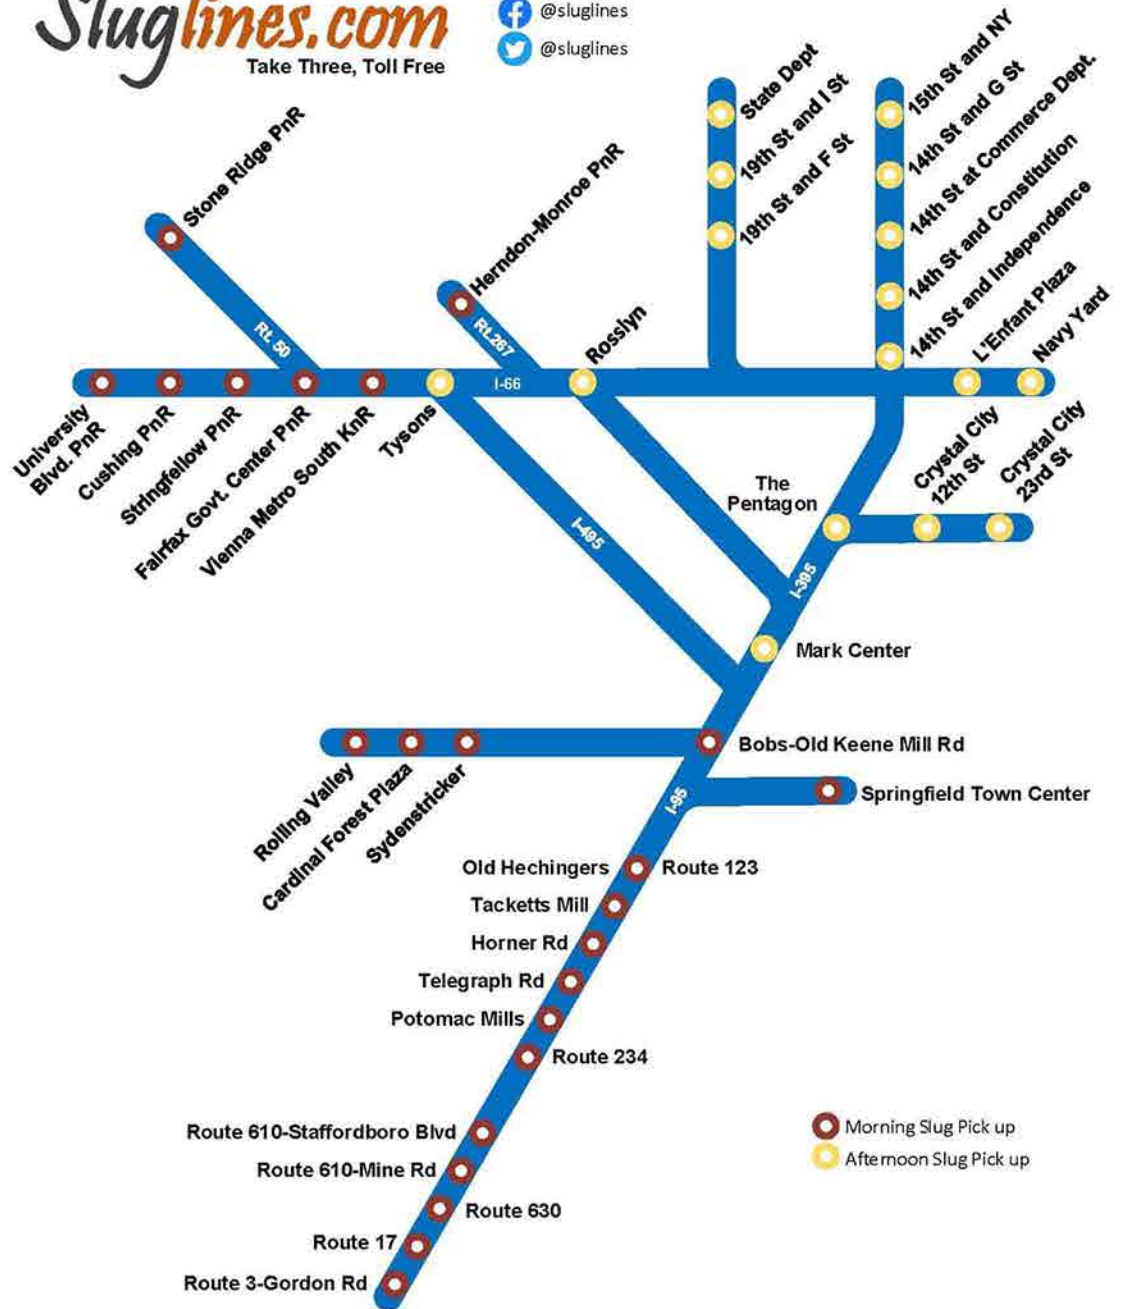 Sluglines.com
Take Three, Toll Free
@sluglines
@sluglines
State Dept
19th St and I St
19th St and F St
15th St and NY
14th St and G St
14th St at Commerce Dept.
14th St and Constitution
14th St and Independence
L'Enfant Plaza
Navy Yard
Stone Ridge PnR
Rt. 50
Herndon-Monroe PnR
Rt.267
I-66
Rosslyn
University
Blvd. PnR
Cushing PnR
Stringfellow PnR
Fairfax Govt. Center PnR
Vienna Metro South KnR
Tysons
I-495
The
Pentagon
Crystal City
12th St
Crystal City
23rd St
I-395
Mark Center
Bobs-Old Keene Mill Rd
Rolling Valley
Cardinal Forest Plaza
Sydenstricker
Springfield Town Center
I-95
Old Hechingers
Route 123
Tacketts Mill
Horner Rd
Telegraph Rd
Potomac Mills
Route 234
Route 610-Staffordboro Blvd
Route 610-Mine Rd
Route 630
Route 17
Route 3-Gordon Rd
Morning Slug Pick up
Afternoon Slug Pick up